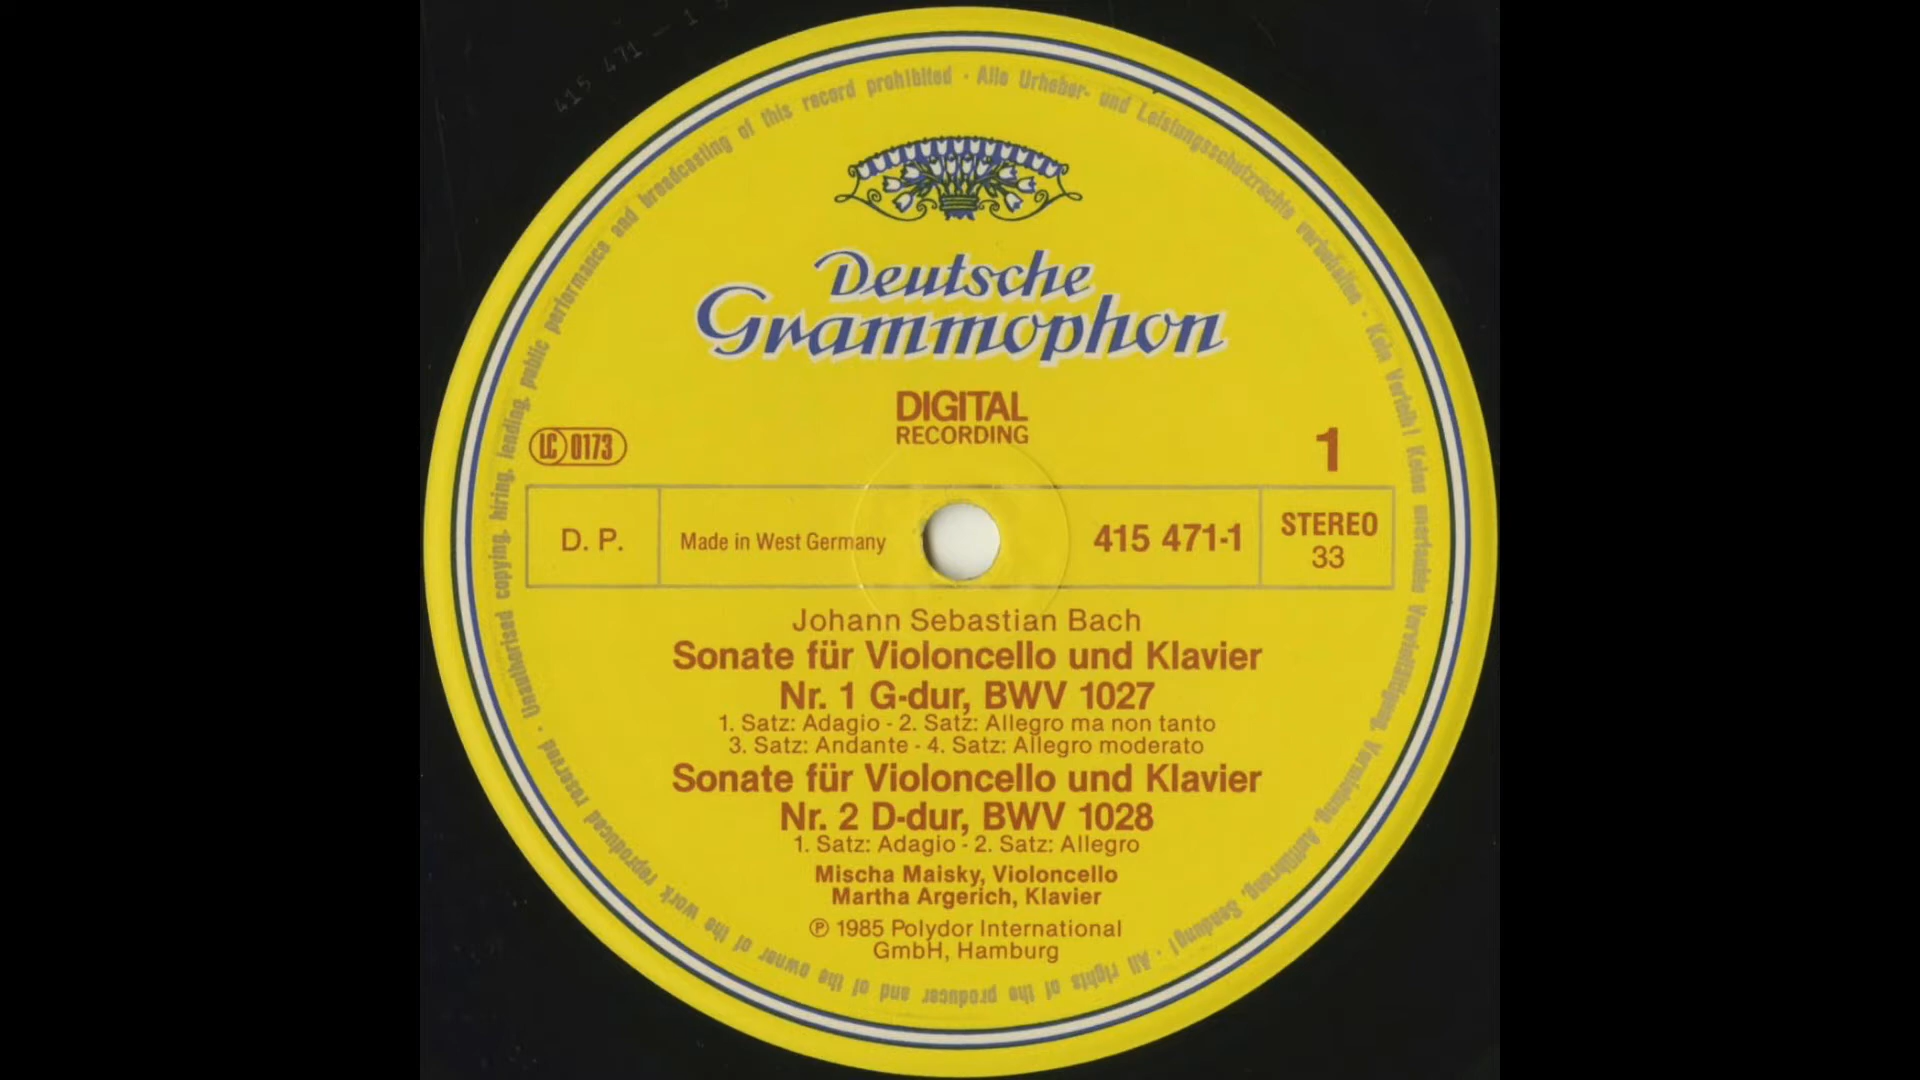 415 471 - 1
Unauthorised copying, hiring, lending, public performance and broadcasting of this record prohibited · Alle Urheber- und Leistungsschutzrechte vorbehalten · Kein Verleih! Keine unerlaubte Vervielfältigung, Vermietung, Aufführung, Sendung! · All rights of the producer and of the owner of the work reproduced reserved ·
Deutsche
Grammophon
DIGITAL
RECORDING
LC 0173
1
D. P.
Made in West Germany
415 471-1
STEREO
33
Johann Sebastian Bach
Sonate für Violoncello und Klavier
Nr. 1 G-dur, BWV 1027
1. Satz: Adagio - 2. Satz: Allegro ma non tanto
3. Satz: Andante - 4. Satz: Allegro moderato
Sonate für Violoncello und Klavier
Nr. 2 D-dur, BWV 1028
1. Satz: Adagio - 2. Satz: Allegro
Mischa Maisky, Violoncello
Martha Argerich, Klavier
℗ 1985 Polydor International
GmbH, Hamburg